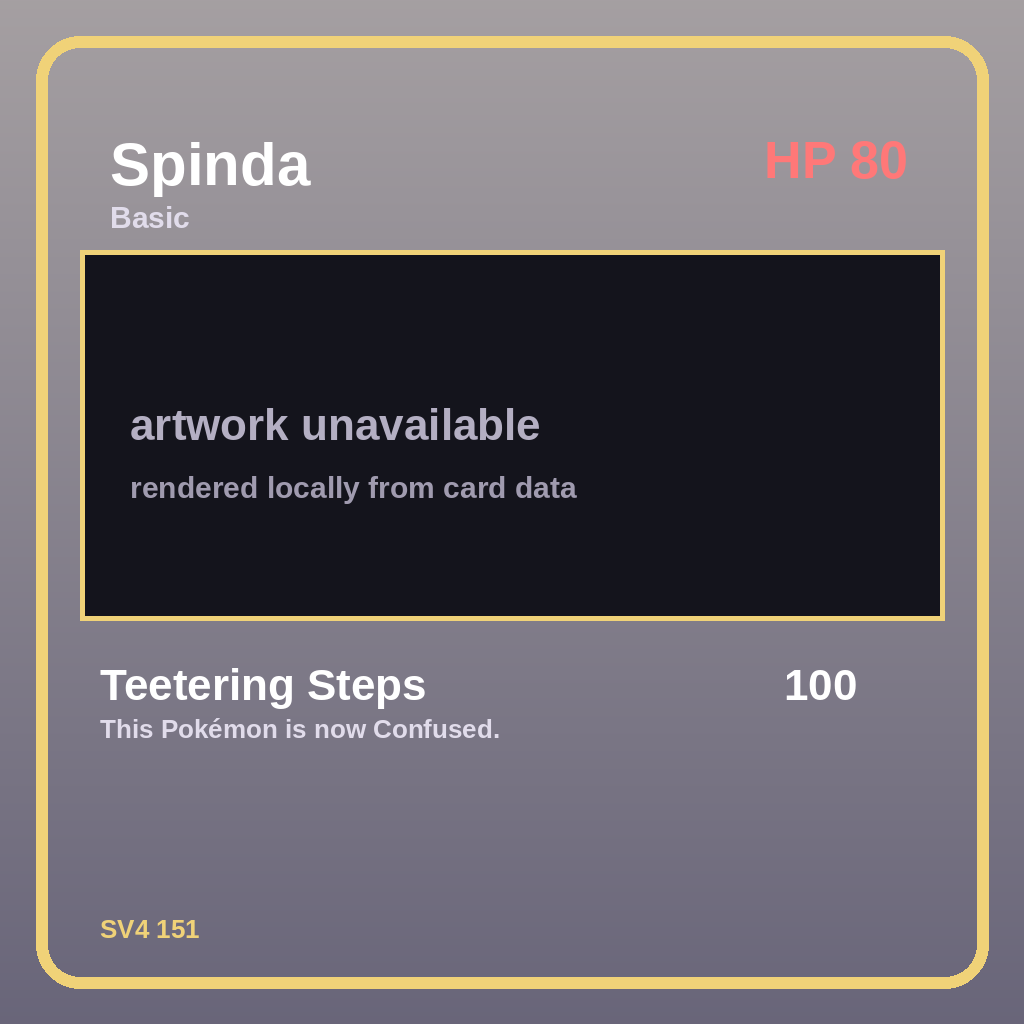 Spinda
HP 80
Basic
artwork unavailable
rendered locally from card data
Teetering Steps
100
This Pokémon is now Confused.
SV4 151